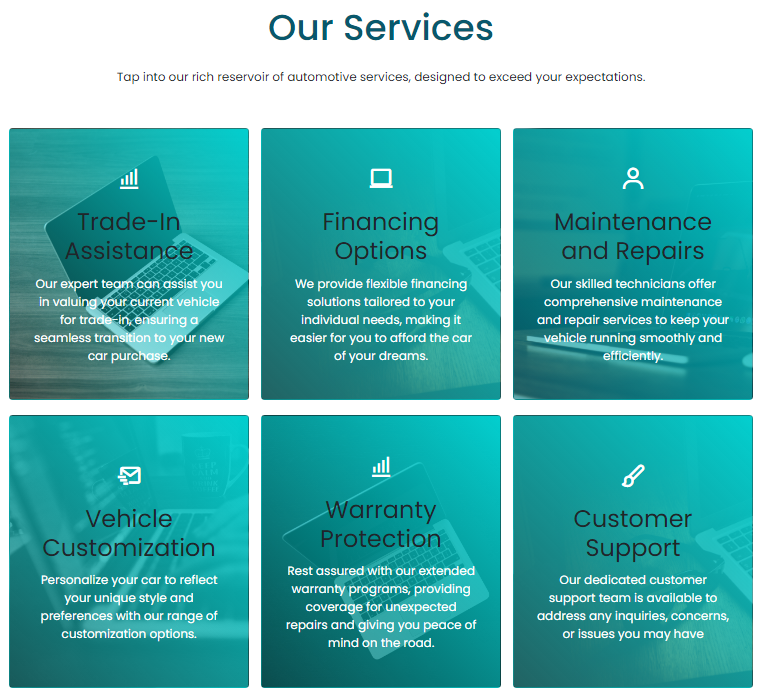 Our Services
Tap into our rich reservoir of automotive services, designed to exceed your expectations.
Trade-In
Assistance
Our expert team can assist you
in valuing your current vehicle
for trade-in, ensuring a
seamless transition to your new
car purchase.
Financing
Options
We provide flexible financing
solutions tailored to your
individual needs, making it
easier for you to afford the car
of your dreams.
Maintenance
and Repairs
Our skilled technicians offer
comprehensive maintenance
and repair services to keep your
vehicle running smoothly and
efficiently.
Vehicle
Customization
Personalize your car to reflect
your unique style and
preferences with our range of
customization options.
Warranty
Protection
Rest assured with our extended
warranty programs, providing
coverage for unexpected
repairs and giving you peace of
mind on the road.
Customer
Support
Our dedicated customer
support team is available to
address any inquiries, concerns,
or issues you may have